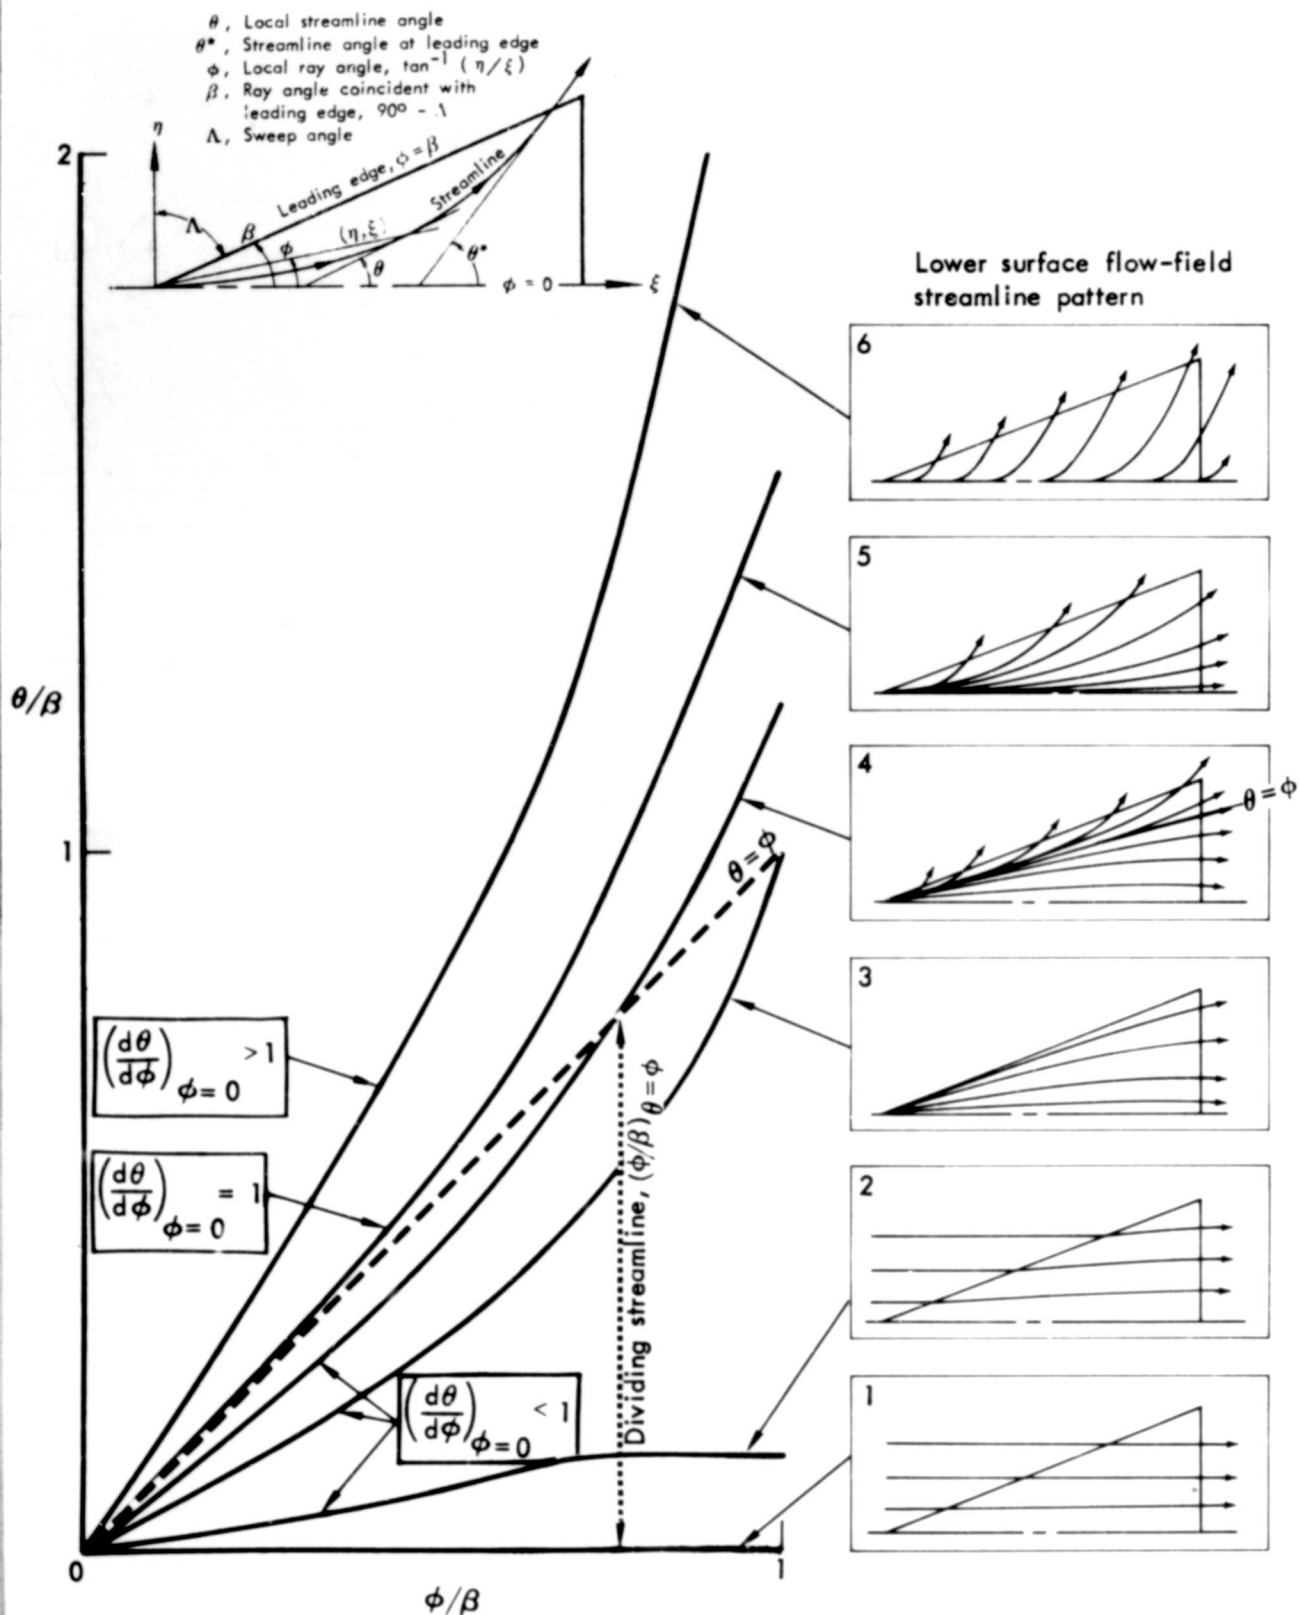 θ, Local streamline angle
θ*, Streamline angle at leading edge
ϕ, Local ray angle, tan⁻¹ (η/ξ)
β, Ray angle coincident with
leading edge, 90º - Λ
Λ, Sweep angle
η
2
Leading edge, ϕ = β
Streamline
Λ
β
ϕ
(η,ξ)
θ
θ*
ϕ = 0
ξ
Lower surface flow-field
streamline pattern
6
5
θ/β
4
θ = ϕ
1
θ = ϕ
3
(dθ/dϕ) ϕ= 0 > 1
(dθ/dϕ) ϕ= 0 = 1
Dividing streamline, (ϕ/β) θ = ϕ
2
(dθ/dϕ) ϕ= 0 < 1
1
0
1
ϕ/β